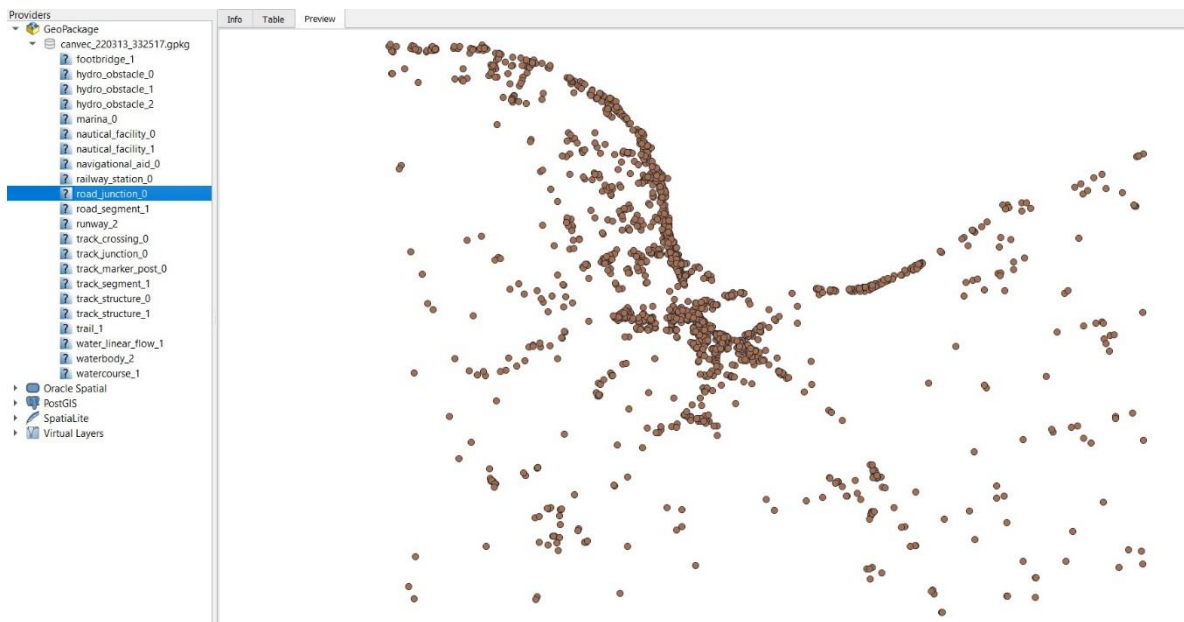 Providers
GeoPackage
canvec_220313_332517.gpkg
footbridge_1
hydro_obstacle_0
hydro_obstacle_1
hydro_obstacle_2
marina_0
nautical_facility_0
nautical_facility_1
navigational_aid_0
railway_station_0
road_junction_0
road_segment_1
runway_2
track_crossing_0
track_junction_0
track_marker_post_0
track_segment_1
track_structure_0
track_structure_1
trail_1
water_linear_flow_1
waterbody_2
watercourse_1
Oracle Spatial
PostGIS
SpatiaLite
Virtual Layers
Info Table Preview